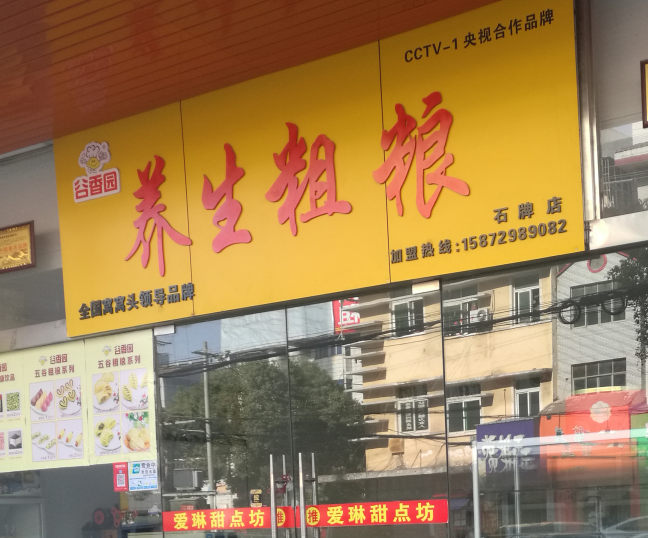 CCTV-1 央视合作品牌
谷香园
养生粗粮
石牌店
加盟热线:15872989082
全国窝窝头领导品牌
谷香园
五谷粗粮系列
谷香园
五谷粗粮系列
爱琳甜点坊
推
爱琳甜点坊